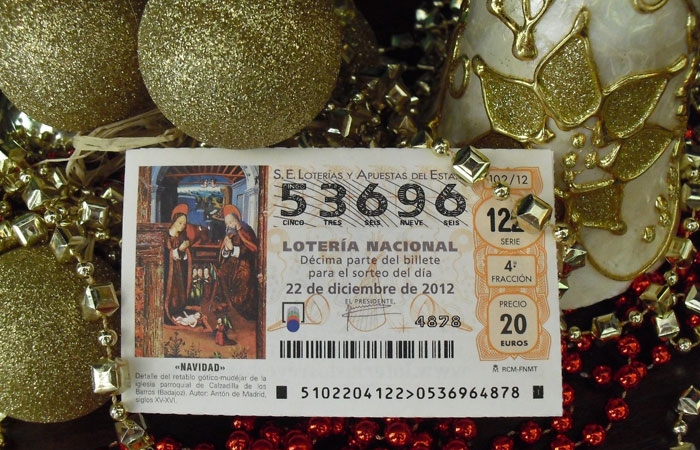 S.E. LOTERÍAS Y APUESTAS DEL ESTADO
53696
CINCO TRES SEIS NUEVE SEIS
LOTERÍA NACIONAL
Décima parte del billete
para el sorteo del día
22 de diciembre de 2012
EL PRESIDENTE,
4878
102/12
SERIE
4ª
FRACCIÓN
PRECIO
20
EUROS
RCM-FNMT
«NAVIDAD»
Detalle del retablo gótico-mudéjar de la
iglesia parroquial de Calzadilla de los
Barros (Badajoz). Autor: Antón de Madrid,
siglos XV-XVI.
5102204122>0536964878